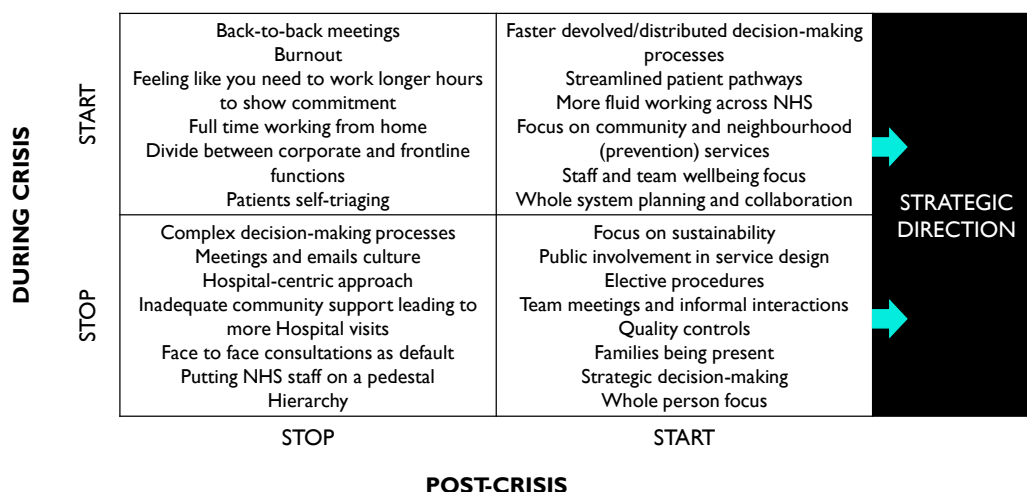 DURING CRISIS
START
Back-to-back meetings
Burnout
Feeling like you need to work longer hours
to show commitment
Full time working from home
Divide between corporate and frontline
functions
Patients self-triaging
Faster devolved/distributed decision-making
processes
Streamlined patient pathways
More fluid working across NHS
Focus on community and neighbourhood
(prevention) services
Staff and team wellbeing focus
Whole system planning and collaboration
STOP
Complex decision-making processes
Meetings and emails culture
Hospital-centric approach
Inadequate community support leading to
more Hospital visits
Face to face consultations as default
Putting NHS staff on a pedestal
Hierarchy
Focus on sustainability
Public involvement in service design
Elective procedures
Team meetings and informal interactions
Quality controls
Families being present
Strategic decision-making
Whole person focus
STRATEGIC
DIRECTION
STOP
START
POST-CRISIS